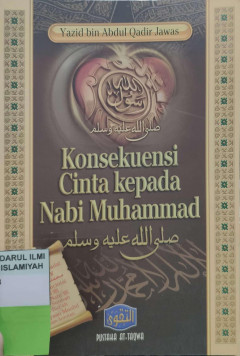 Yazid bin Abdul Qadir Jawas
صلى الله عليه وسلم
Konsekuensi
Cinta kepada
Nabi Muhammad
صلى الله عليه وسلم
DARUL ILMI
ISLAMIYAH
التقوى
PUSTAKA AT-TAQWA